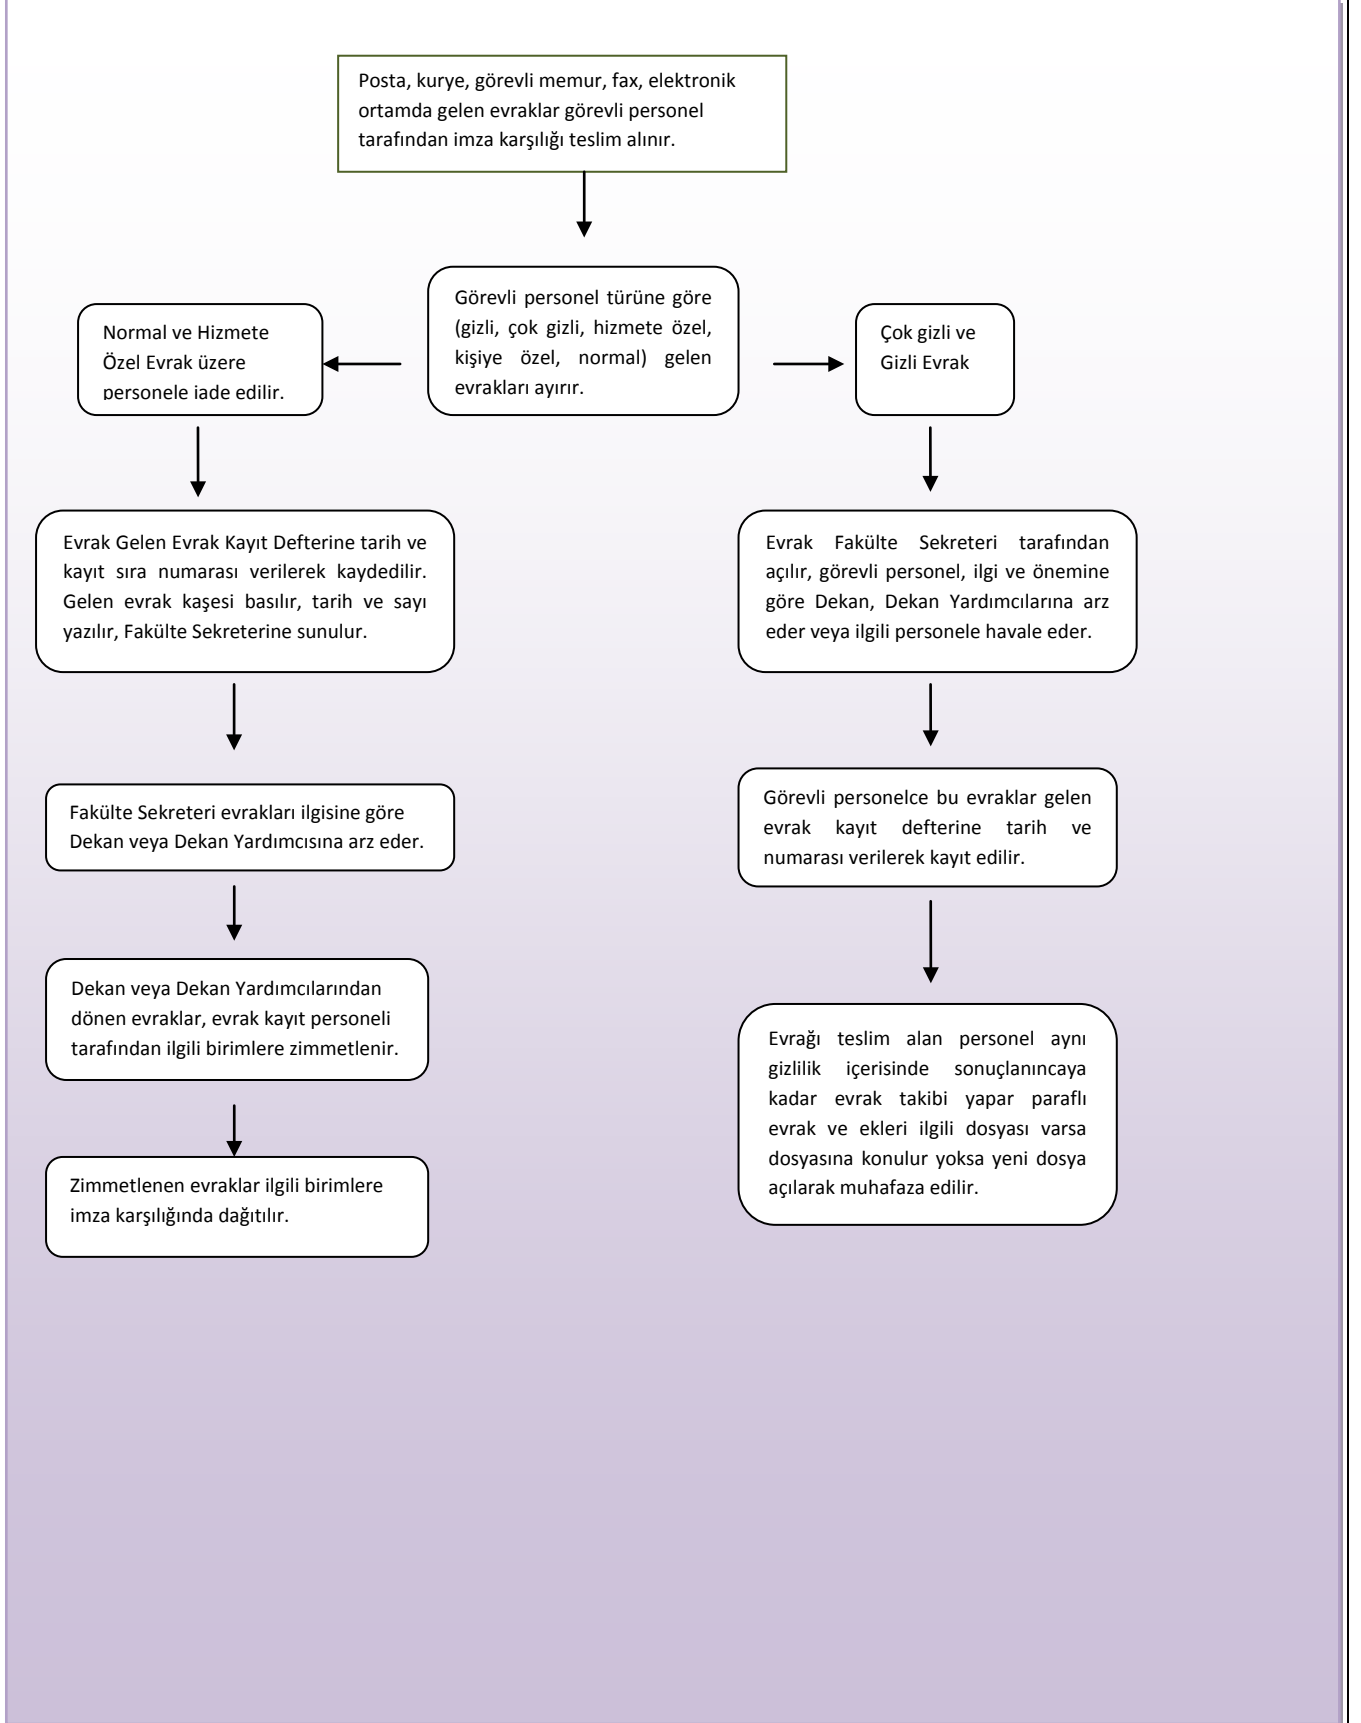 Posta, kurye, görevli memur, fax, elektronik
ortamda gelen evraklar görevli personel
tarafından imza karşılığı teslim alınır.
Görevli personel türüne göre
(gizli, çok gizli, hizmete özel,
kişiye özel, normal) gelen
evrakları ayırır.
Normal ve Hizmete
Özel Evrak üzere
personele iade edilir.
Çok gizli ve
Gizli Evrak
Evrak Gelen Evrak Kayıt Defterine tarih ve
kayıt sıra numarası verilerek kaydedilir.
Gelen evrak kaşesi basılır, tarih ve sayı
yazılır, Fakülte Sekreterine sunulur.
Evrak Fakülte Sekreteri tarafından
açılır, görevli personel, ilgi ve önemine
göre Dekan, Dekan Yardımcılarına arz
eder veya ilgili personele havale eder.
Fakülte Sekreteri evrakları ilgisine göre
Dekan veya Dekan Yardımcısına arz eder.
Görevli personelce bu evraklar gelen
evrak kayıt defterine tarih ve
numarası verilerek kayıt edilir.
Dekan veya Dekan Yardımcılarından
dönen evraklar, evrak kayıt personeli
tarafından ilgili birimlere zimmetlenir.
Evrağı teslim alan personel aynı
gizlilik içerisinde sonuçlanıncaya
kadar evrak takibi yapar paraflı
evrak ve ekleri ilgili dosyası varsa
dosyasına konulur yoksa yeni dosya
açılarak muhafaza edilir.
Zimmetlenen evraklar ilgili birimlere
imza karşılığında dağıtılır.